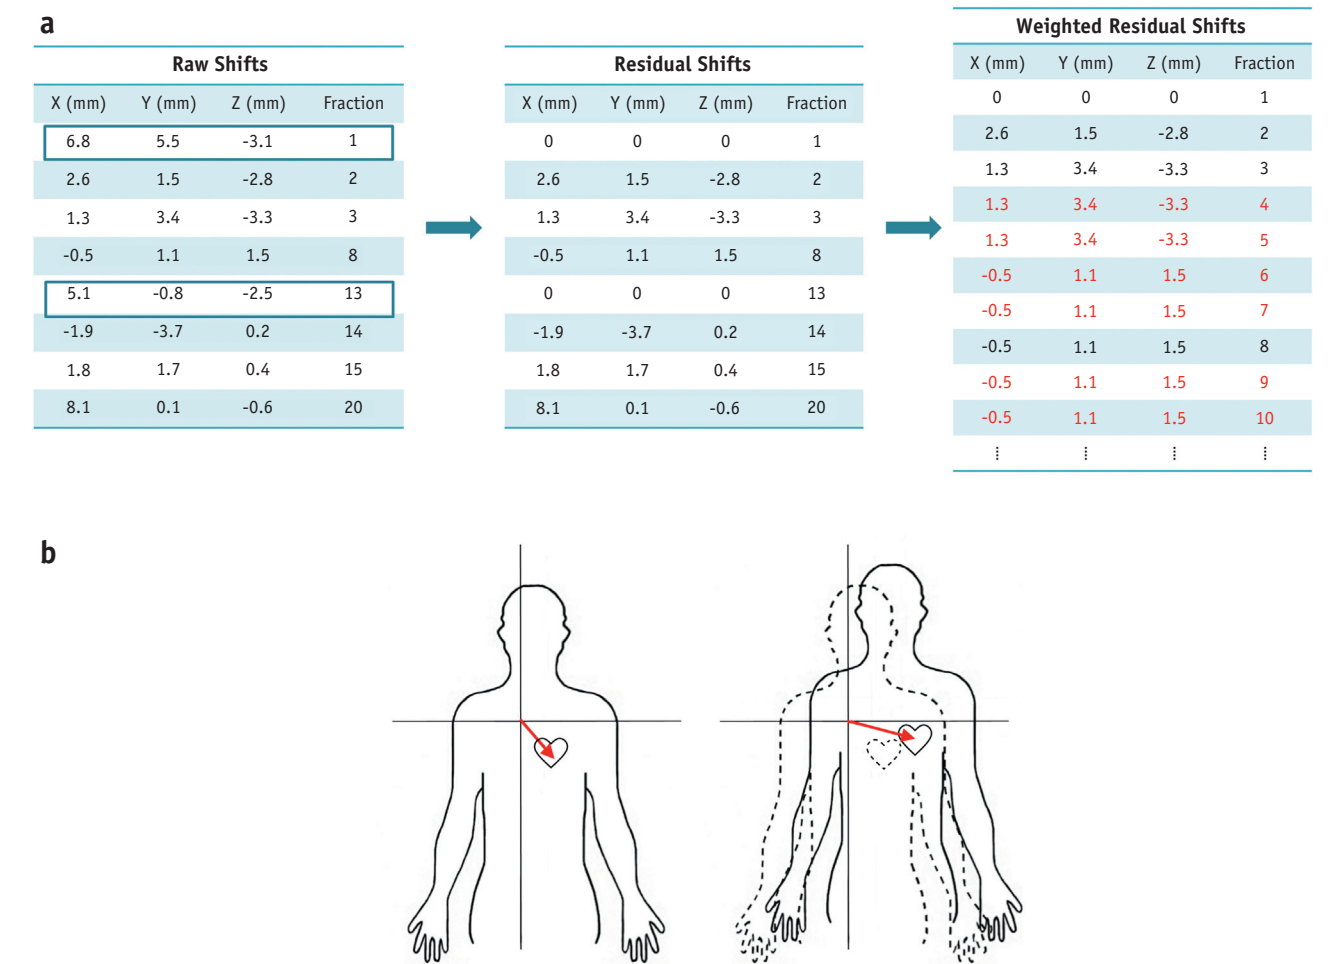 a
Raw Shifts
X (mm) Y (mm) Z (mm) Fraction
6.8 5.5 -3.1 1
2.6 1.5 -2.8 2
1.3 3.4 -3.3 3
-0.5 1.1 1.5 8
5.1 -0.8 -2.5 13
-1.9 -3.7 0.2 14
1.8 1.7 0.4 15
8.1 0.1 -0.6 20
Residual Shifts
X (mm) Y (mm) Z (mm) Fraction
0 0 0 1
2.6 1.5 -2.8 2
1.3 3.4 -3.3 3
-0.5 1.1 1.5 8
0 0 0 13
-1.9 -3.7 0.2 14
1.8 1.7 0.4 15
8.1 0.1 -0.6 20
Weighted Residual Shifts
X (mm) Y (mm) Z (mm) Fraction
0 0 0 1
2.6 1.5 -2.8 2
1.3 3.4 -3.3 3
1.3 3.4 -3.3 4
1.3 3.4 -3.3 5
-0.5 1.1 1.5 6
-0.5 1.1 1.5 7
-0.5 1.1 1.5 8
-0.5 1.1 1.5 9
-0.5 1.1 1.5 10
⁞ ⁞ ⁞ ⁞
b